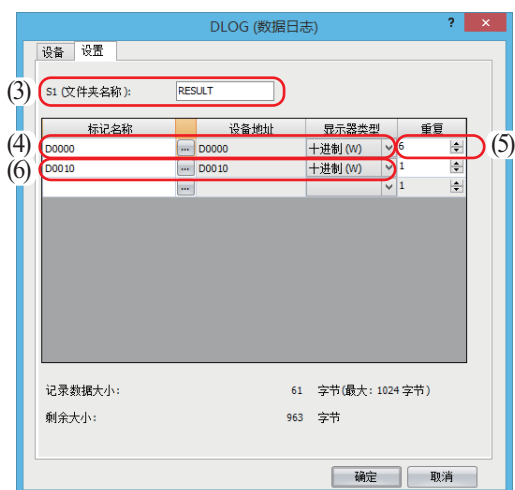 DLOG (数据日志) ? ×
设备 设置
(3) S1 (文件夹名称): RESULT
标记名称 设备地址 显示器类型 重复
(4) D0000 ... D0000 十进制 (W) 6 (5)
(6) D0010 ... D0010 十进制 (W) 1
... 1
记录数据大小: 61 字节(最大: 1024 字节)
剩余大小: 963 字节
确定 取消